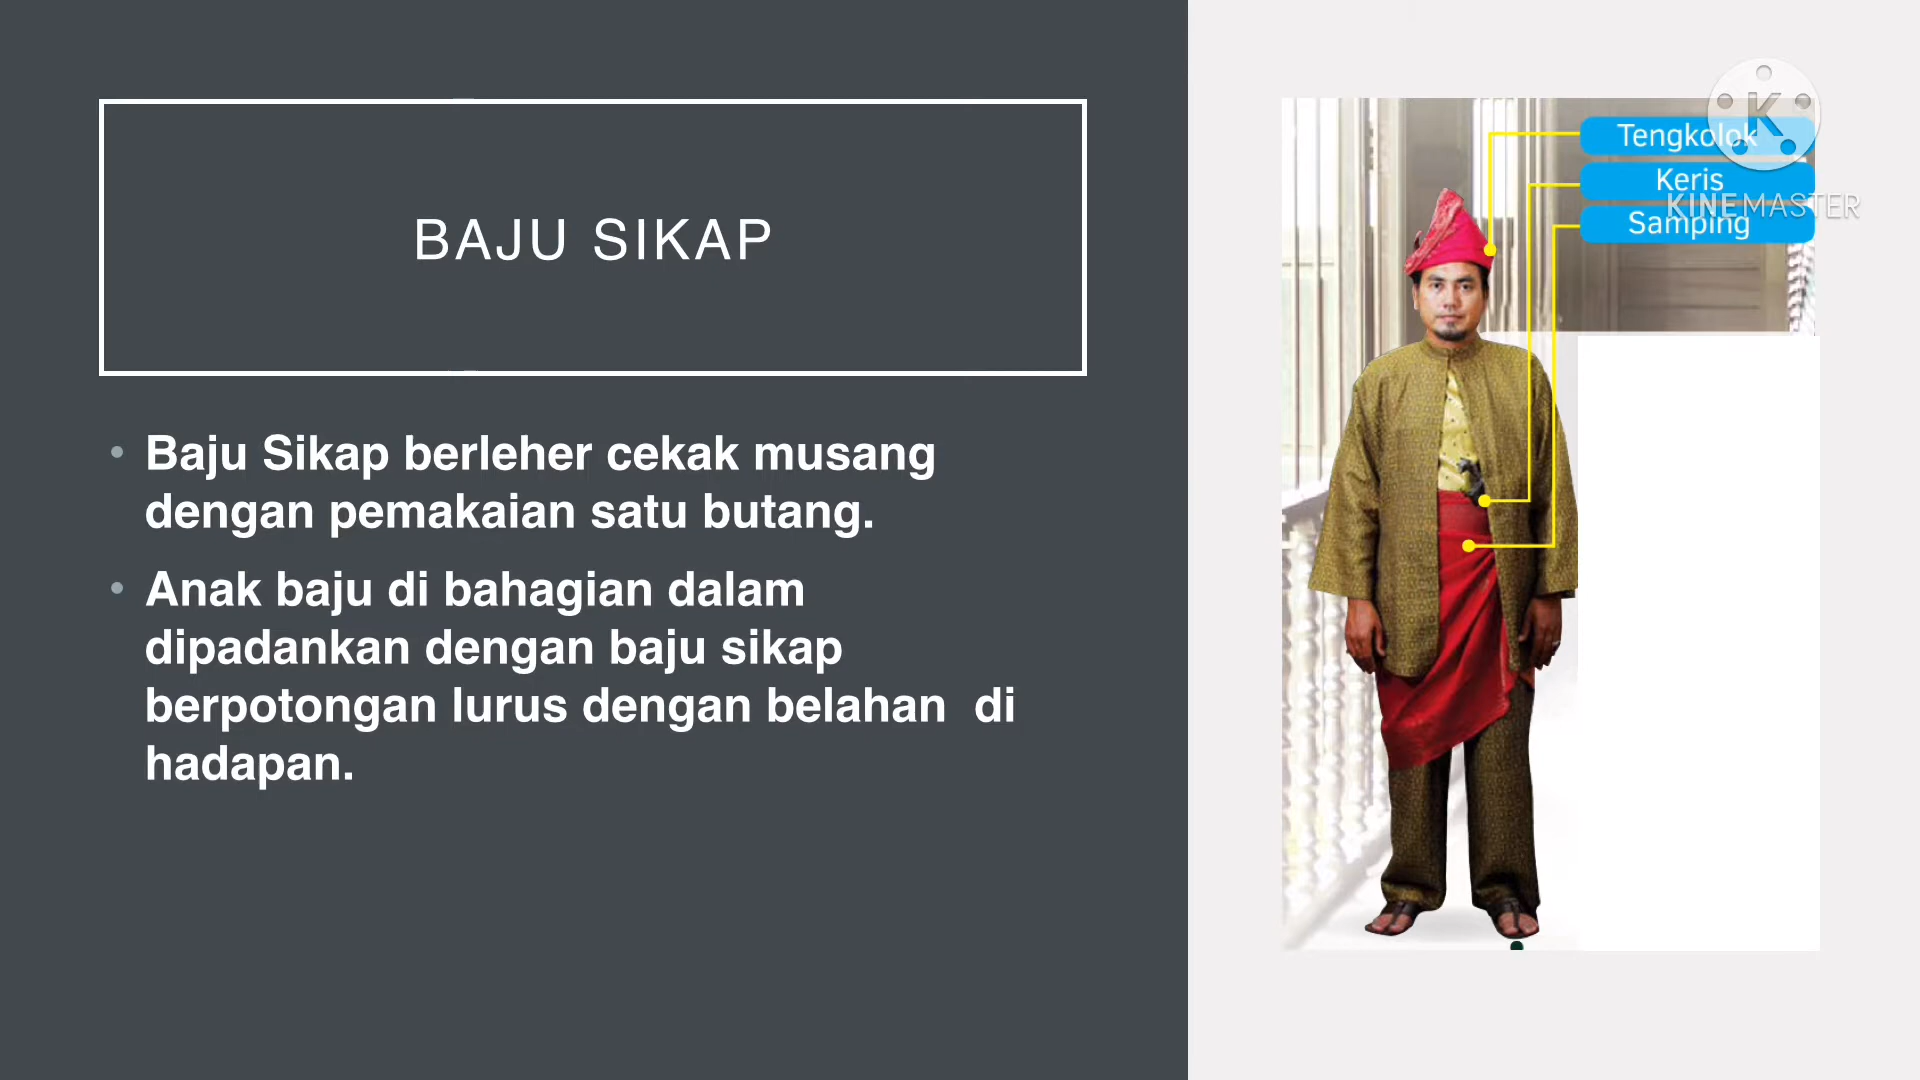 BAJU SIKAP
Baju Sikap berleher cekak musang
dengan pemakaian satu butang.
Anak baju di bahagian dalam
dipadankan dengan baju sikap
berpotongan lurus dengan belahan  di
hadapan.
Tengkolok
Keris
Samping
K
KINEMASTER